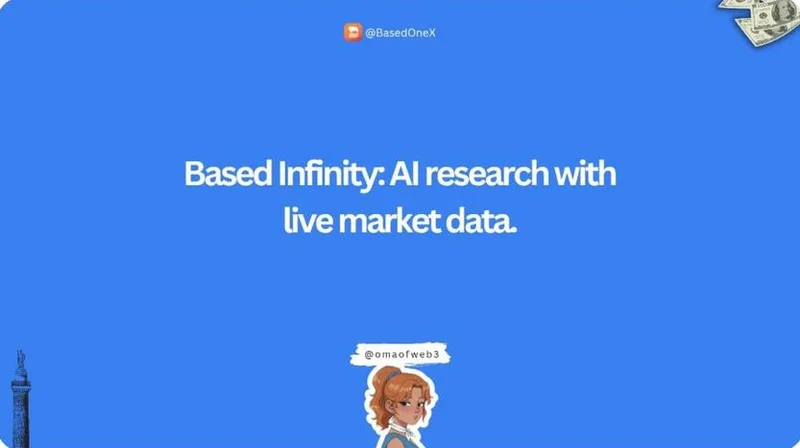 @BasedOneX
Based Infinity: AI research with
live market data.
@omaofweb3